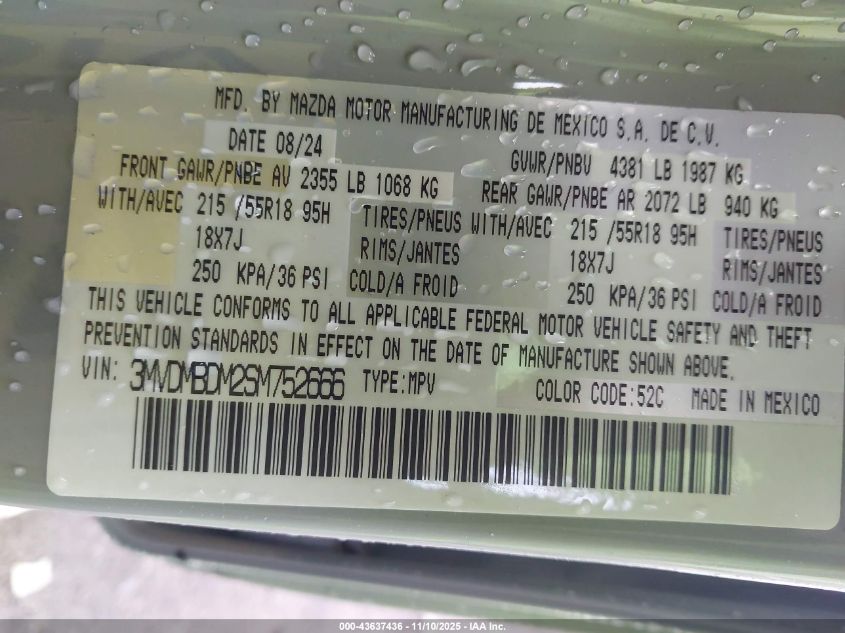 MFD. BY MAZDA MOTOR MANUFACTURING DE MEXICO S.A. DE C.V.
DATE 08/24 GVWR/PNBV 4381 LB 1987 KG
FRONT GAWR/PNBE AV 2355 LB 1068 KG REAR GAWR/PNBE AR 2072 LB 940 KG
WITH/AVEC 215 /55R18 95H TIRES/PNEUS WITH/AVEC 215 /55R18 95H TIRES/PNEUS
18X7J RIMS/JANTES 18X7J RIMS/JANTES
250 KPA/36 PSI COLD/A FROID 250 KPA/36 PSI COLD/A FROID
THIS VEHICLE CONFORMS TO ALL APPLICABLE FEDERAL MOTOR VEHICLE SAFETY AND THEFT
PREVENTION STANDARDS IN EFFECT ON THE DATE OF MANUFACTURE SHOWN ABOVE.
VIN: 3MVDMBDM2SM752666 TYPE:MPV COLOR CODE:52C MADE IN MEXICO
000-43637436 - 11/10/2025 - IAA Inc.